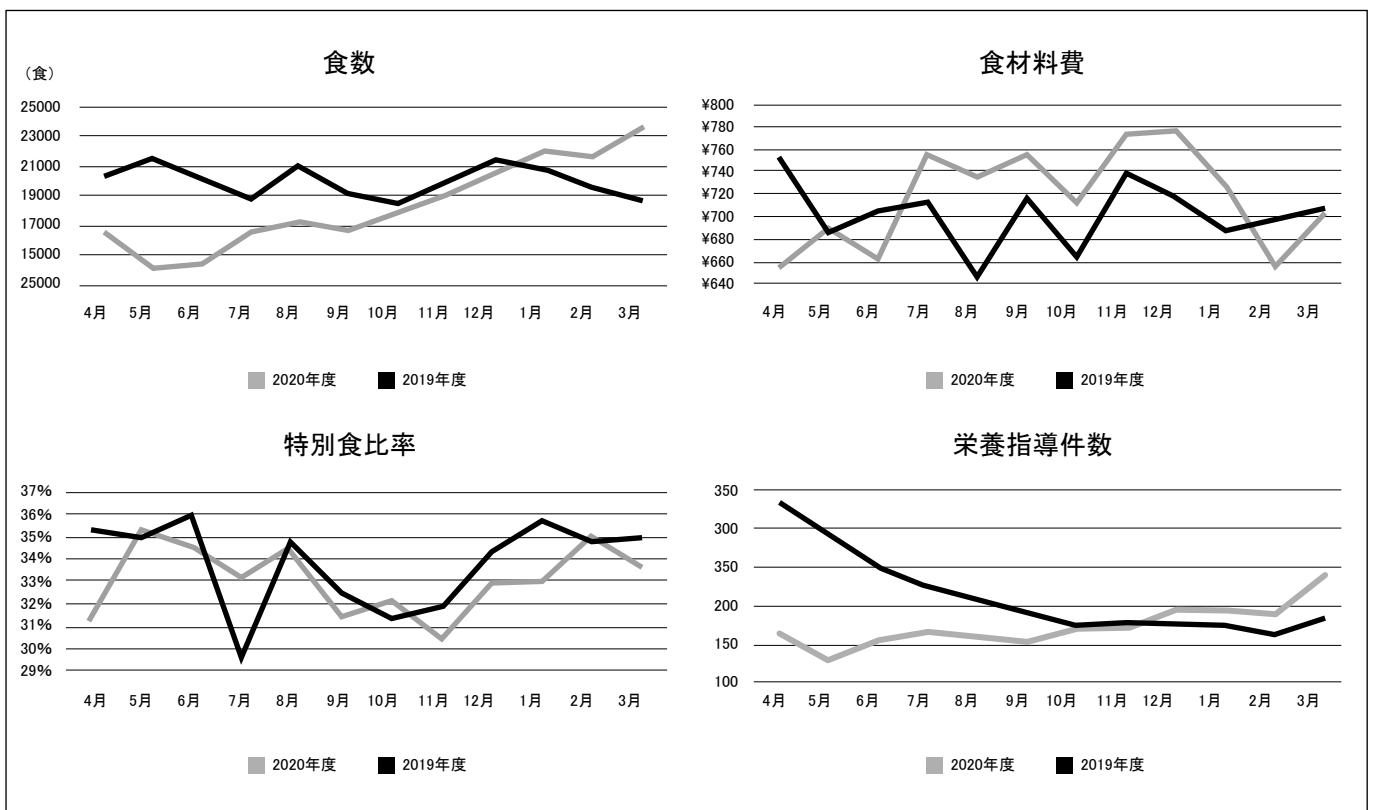 食数
(食)
25000
23000
21000
19000
17000
15000
25000
4月 5月 6月 7月 8月 9月 10月 11月 12月 1月 2月 3月
2020年度 2019年度
食材料費
¥800
¥780
¥760
¥740
¥720
¥700
¥680
¥660
¥640
4月 5月 6月 7月 8月 9月 10月 11月 12月 1月 2月 3月
2020年度 2019年度
特別食比率
37%
36%
35%
34%
33%
32%
31%
30%
29%
4月 5月 6月 7月 8月 9月 10月 11月 12月 1月 2月 3月
2020年度 2019年度
栄養指導件数
350
300
350
200
150
100
4月 5月 6月 7月 8月 9月 10月 11月 12月 1月 2月 3月
2020年度 2019年度